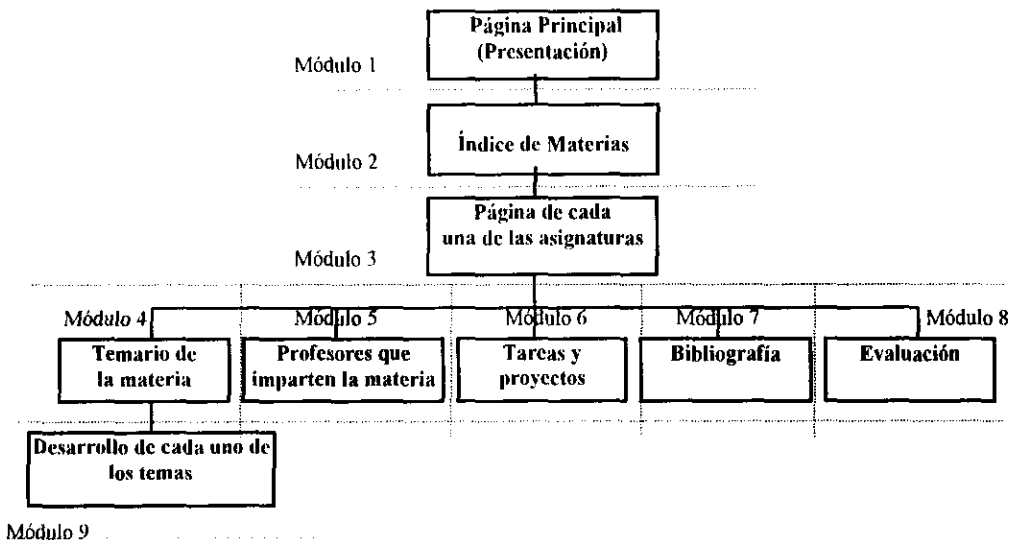 Página Principal
(Presentación)
Módulo 1
Índice de Materias
Módulo 2
Página de cada
una de las asignaturas
Módulo 3
Módulo 4
Módulo 5
Módulo 6
Módulo 7
Módulo 8
Temario de
la materia
Profesores que
imparten la materia
Tareas y
proyectos
Bibliografía
Evaluación
Desarrollo de cada uno de
los temas
Módulo 9